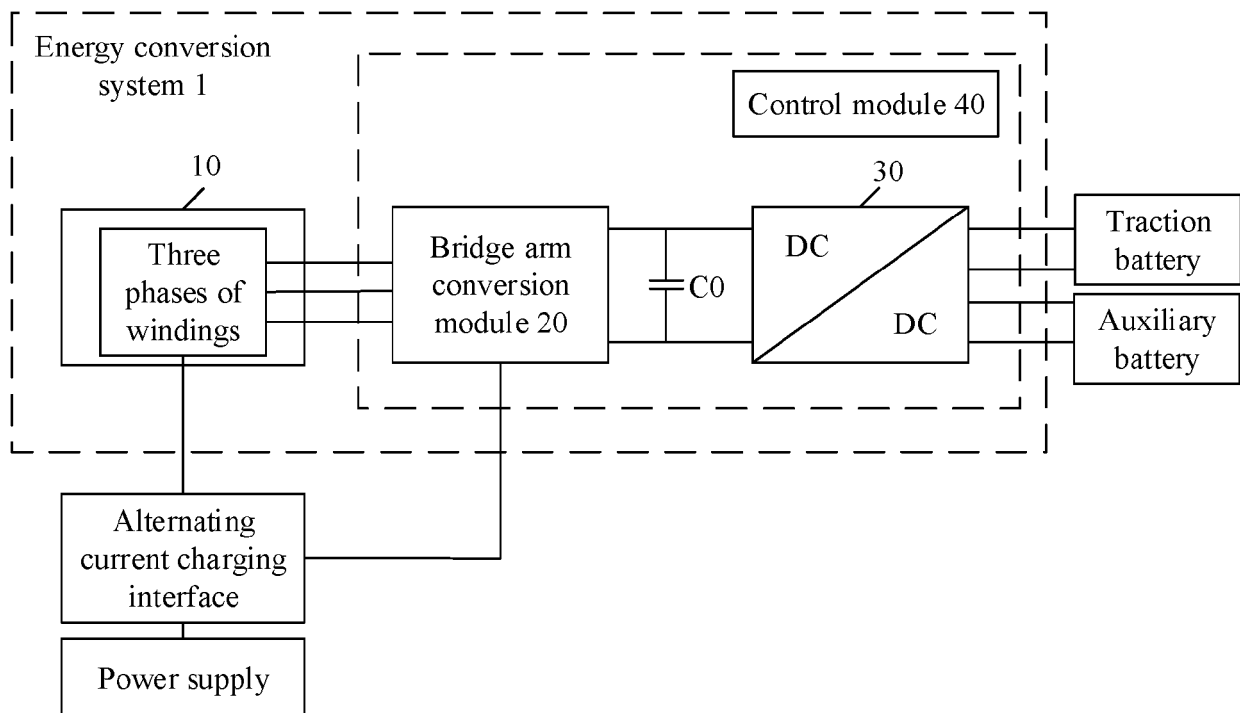 Energy conversion
system 1
Control module 40
10
30
Three
phases of
windings
Bridge arm
conversion
module 20
C0
DC
DC
Traction
battery
Auxiliary
battery
Alternating
current charging
interface
Power supply